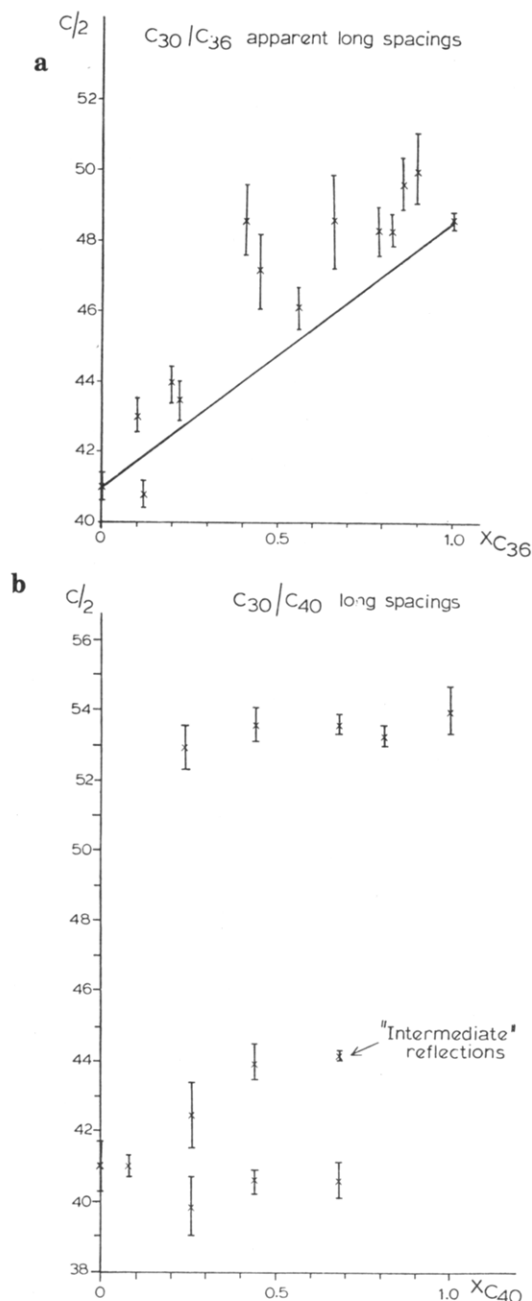 a
C/2
C30/C36 apparent long spacings
52
50
48
46
44
42
40
0
0.5
1.0
XC36
b
C/2
C30/C40 long spacings
56
54
52
50
48
46
44
"Intermediate"
reflections
42
40
38
0
0.5
1.0
XC40